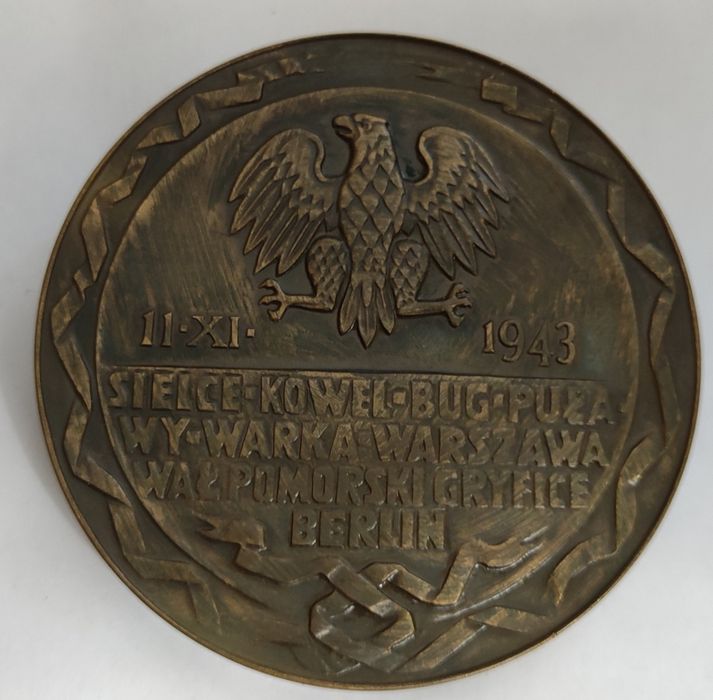 11·XI· 1943
SIELCE·KOWEL·BUG·PUŁA·
WY·WARKA·WARSZAWA
WAŁ POMORSKI GRYFICE
BERLIN